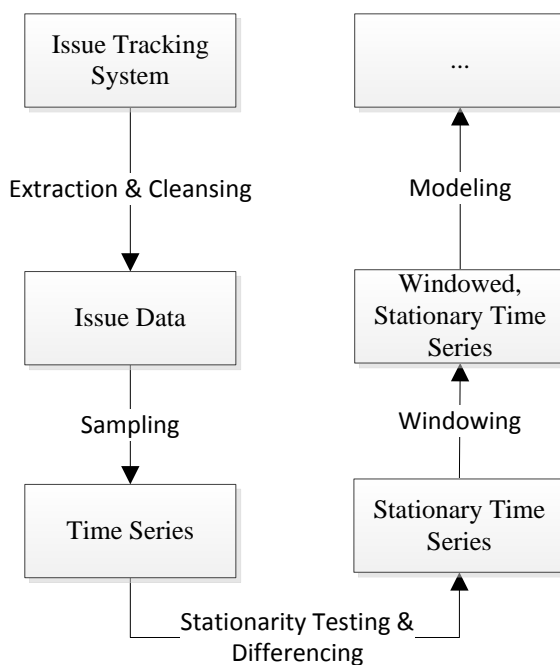 Issue Tracking
System
Extraction & Cleansing
Issue Data
Sampling
Time Series
Stationarity Testing &
Differencing
Stationary Time
Series
Windowing
Windowed,
Stationary Time
Series
Modeling
...